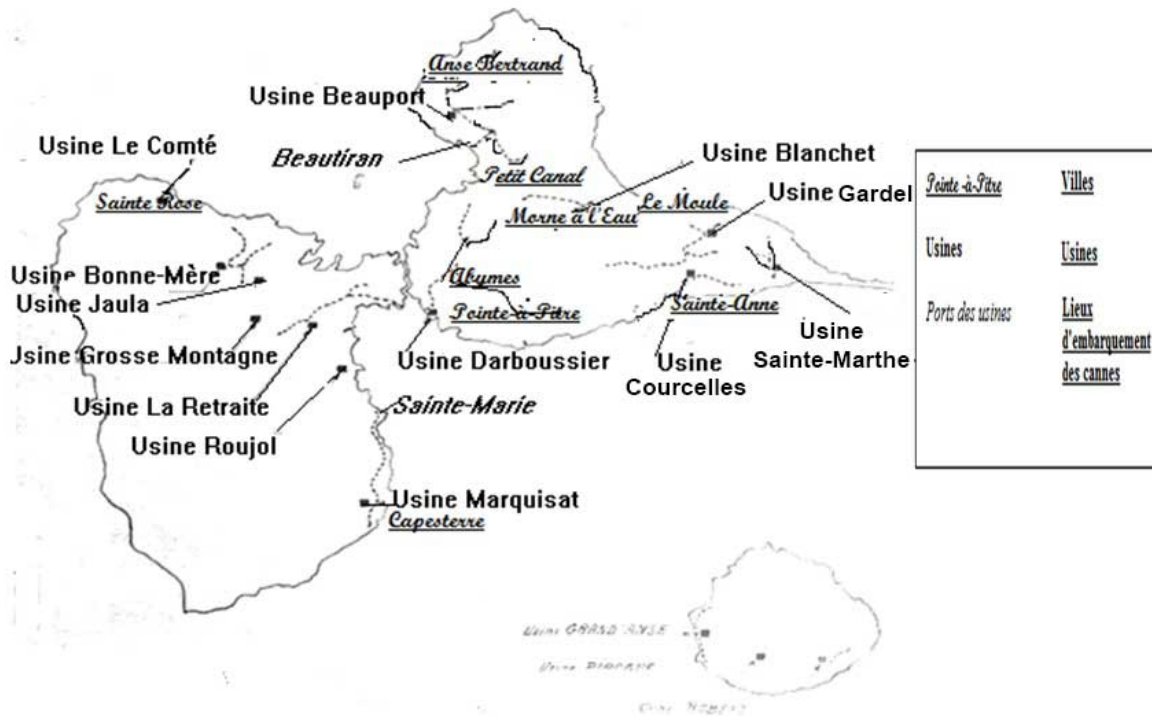 Anse Bertrand
Usine Beauport
Usine Le Comté
Beautiran
Usine Blanchet
Petit Canal
Usine Gardel
Sainte Rose
Morne à l'Eau
Le Moule
Usine Bonne-Mère
Usine Jaula
Abymes
Pointe-à-Pitre
Sainte-Anne
Usine
Sainte-Marthe
Jsine Grosse Montagne
Usine Darboussier
Usine
Courcelles
Usine La Retraite
Sainte-Marie
Usine Roujol
Usine Marquisat
Capesterre
Pointe-à-Pitre Villes
Usines Usines
Ports des usines Lieux
d'embarquement
des cannes
Usine GRAND'ANSE
Usine